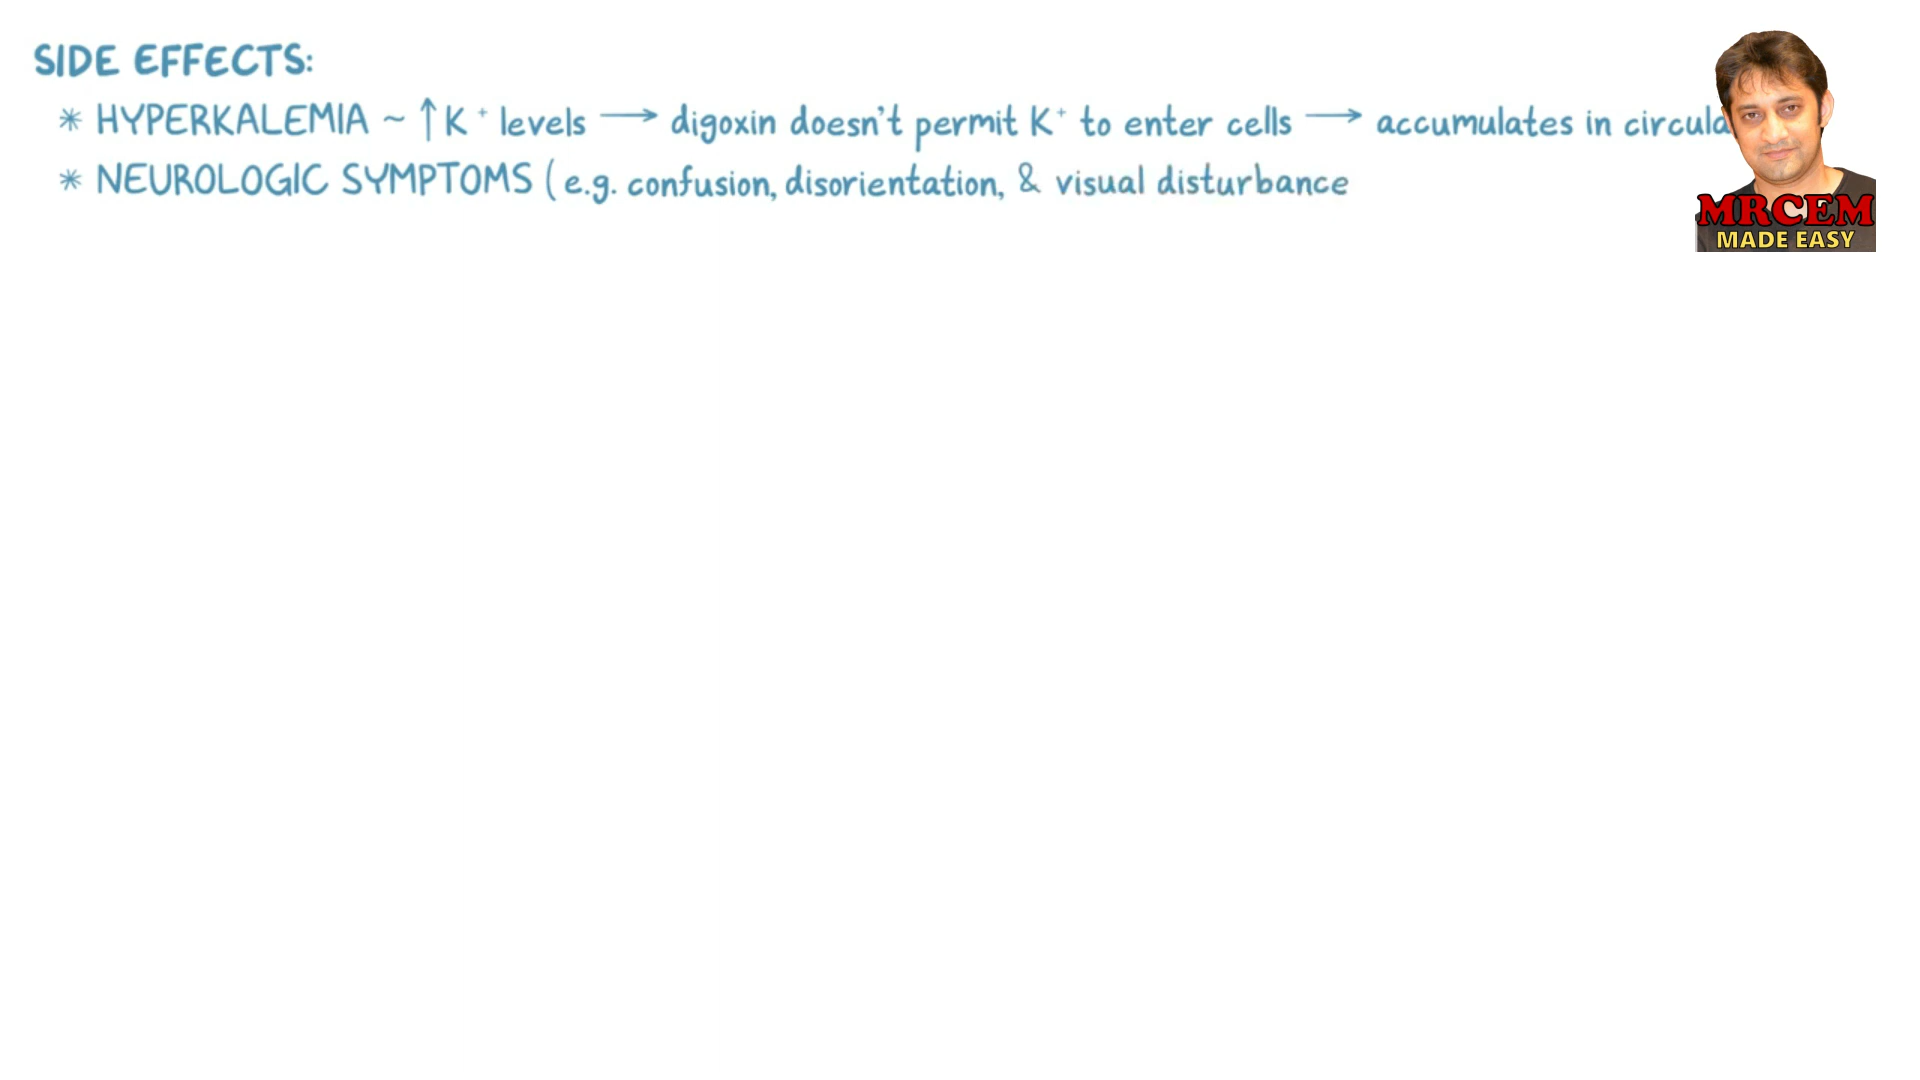 SIDE EFFECTS:
* HYPERKALEMIA ~ ↑K⁺ levels → digoxin doesn't permit K⁺ to enter cells → accumulates in circula
* NEUROLOGIC SYMPTOMS (e.g. confusion, disorientation, & visual disturbance
MRCEM
MADE EASY